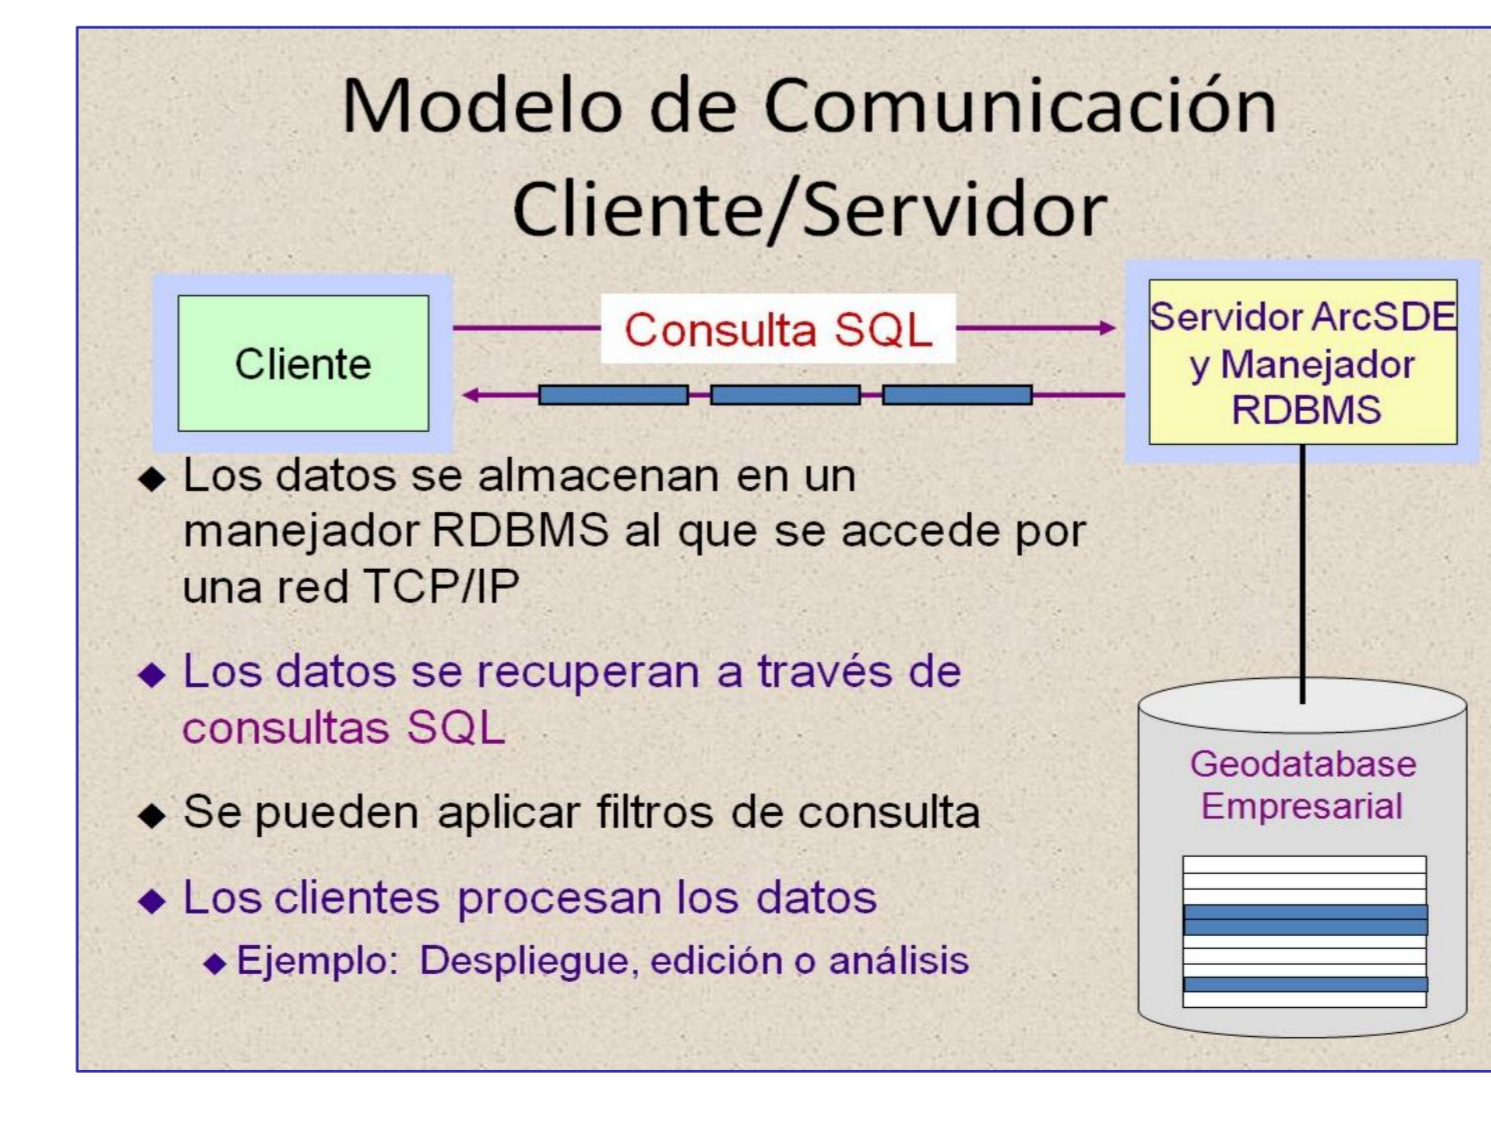 Modelo de Comunicación
Cliente/Servidor
Cliente
Consulta SQL
Servidor ArcSDE
y Manejador
RDBMS
◆ Los datos se almacenan en un
manejador RDBMS al que se accede por
una red TCP/IP
◆ Los datos se recuperan a través de
consultas SQL
◆ Se pueden aplicar filtros de consulta
◆ Los clientes procesan los datos
◆ Ejemplo: Despliegue, edición o análisis
Geodatabase
Empresarial